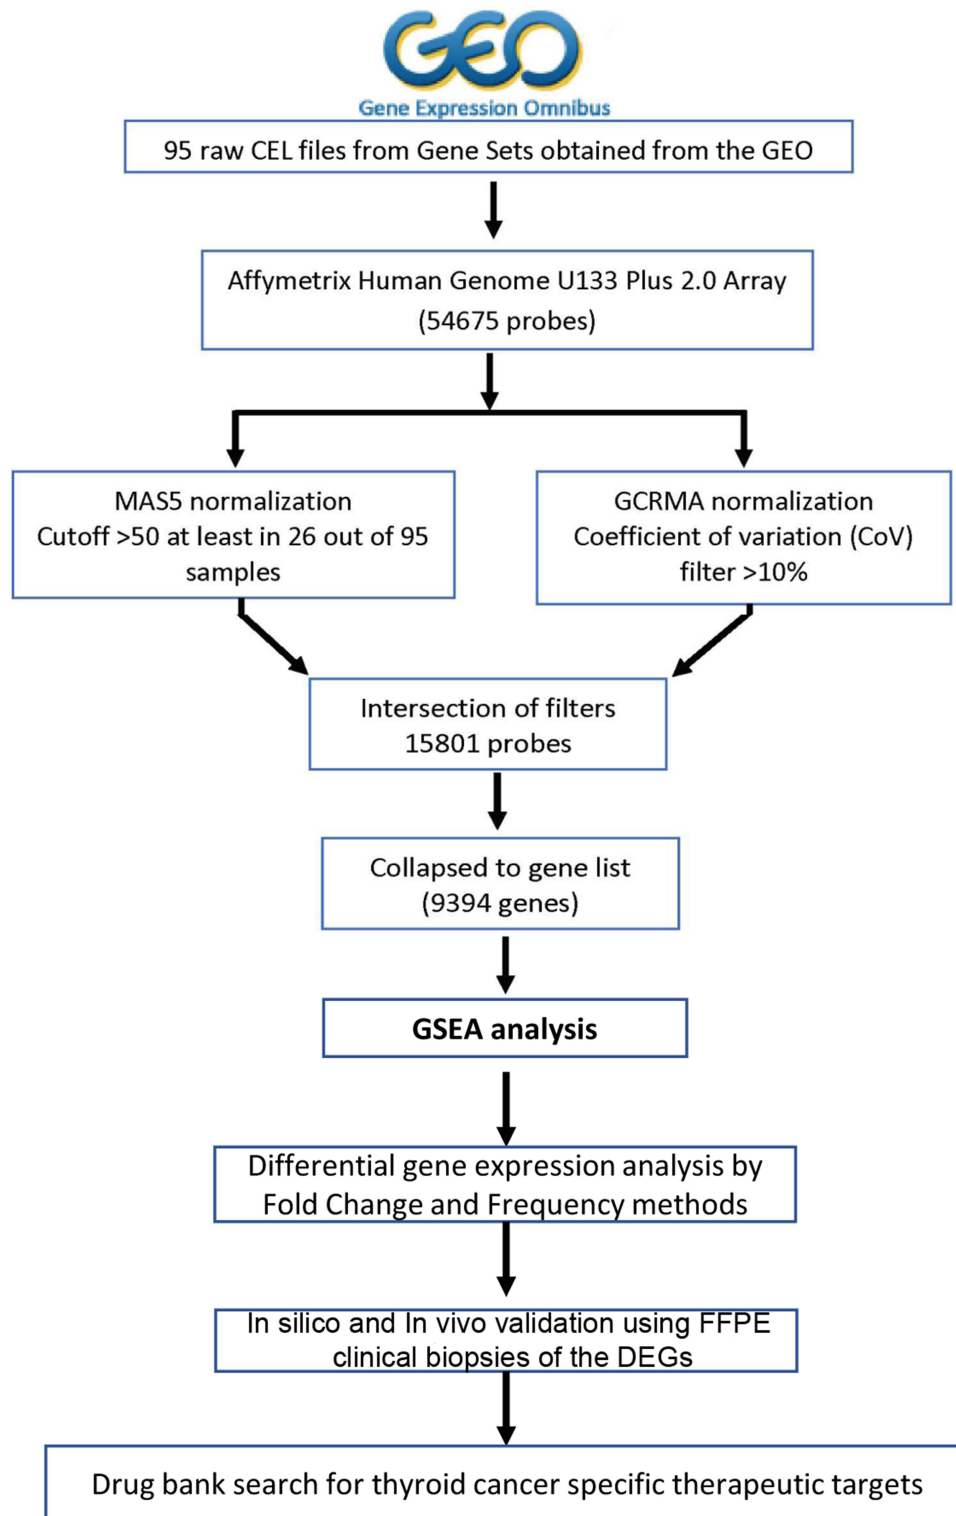 GEO
Gene Expression Omnibus
95 raw CEL files from Gene Sets obtained from the GEO
Affymetrix Human Genome U133 Plus 2.0 Array
(54675 probes)
MAS5 normalization
Cutoff >50 at least in 26 out of 95
samples
GCRMA normalization
Coefficient of variation (CoV)
filter >10%
Intersection of filters
15801 probes
Collapsed to gene list
(9394 genes)
GSEA analysis
Differential gene expression analysis by
Fold Change and Frequency methods
In silico and In vivo validation using FFPE
clinical biopsies of the DEGs
Drug bank search for thyroid cancer specific therapeutic targets